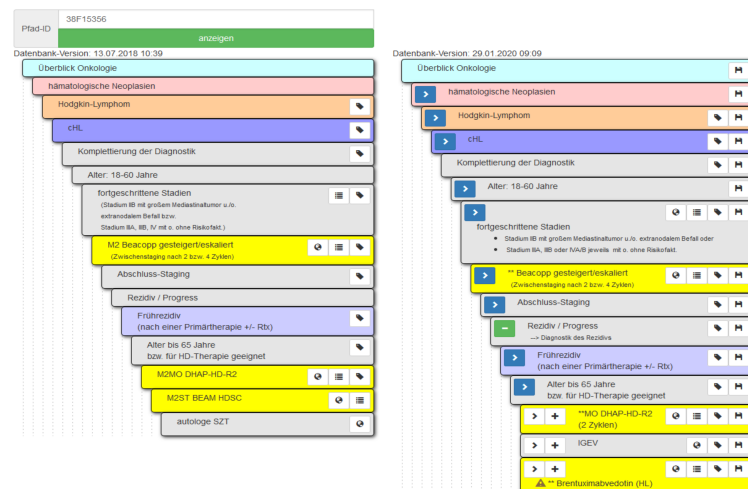 Pfad-ID
38F15356
anzeigen
Datenbank-Version: 13.07.2018 10:39
Überblick Onkologie
hämatologische Neoplasien
Hodgkin-Lymphom
cHL
Komplettierung der Diagnostik
Alter: 18-60 Jahre
fortgeschrittene Stadien
(Stadium IIB mit großem Mediastinaltumor u./o.
extranodalem Befall bzw.
Stadium IIIA, IIIB, IV mit o. ohne Risikofakt.)
M2 Beacopp gesteigert/eskaliert
(Zwischenstaging nach 2 bzw. 4 Zyklen)
Abschluss-Staging
Rezidiv / Progress
Frührezidiv
(nach einer Primärtherapie +/- Rtx)
Alter bis 65 Jahre
bzw. für HD-Therapie geeignet
M2MO DHAP-HD-R2
M2ST BEAM HDSC
autologe SZT
Datenbank-Version: 29.01.2020 09:09
Überblick Onkologie
hämatologische Neoplasien
Hodgkin-Lymphom
cHL
Komplettierung der Diagnostik
Alter: 18-60 Jahre
fortgeschrittene Stadien
• Stadium IIB mit großem Mediastinaltumor u./o. extranodalem Befall oder
• Stadium IIIA, IIIB oder IVA/B jeweils mit o. ohne Risikofakt.
** Beacopp gesteigert/eskaliert
(Zwischenstaging nach 2 bzw. 4 Zyklen)
Abschluss-Staging
Rezidiv / Progress
---> Diagnostik des Rezidivs
Frührezidiv
(nach einer Primärtherapie +/- Rtx)
Alter bis 65 Jahre
bzw. für HD-Therapie geeignet
**MO DHAP-HD-R2
(2 Zyklen)
IGEV
** Brentuximabvedotin (HL)